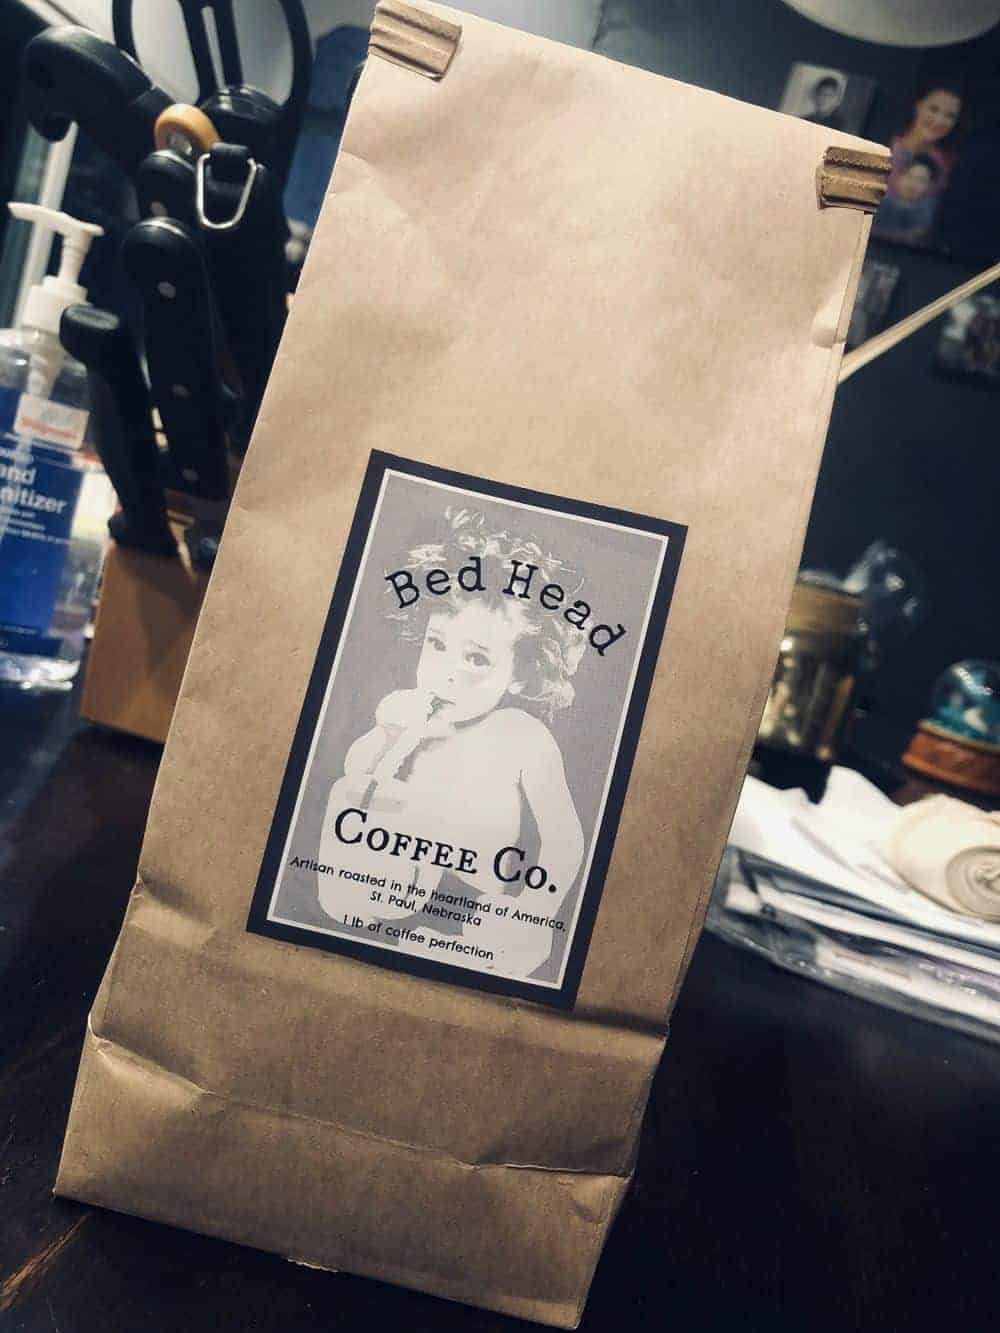 Bed Head
Coffee Co.
Artisan roasted in the heartland of America,
St. Paul, Nebraska
1 lb of coffee perfection